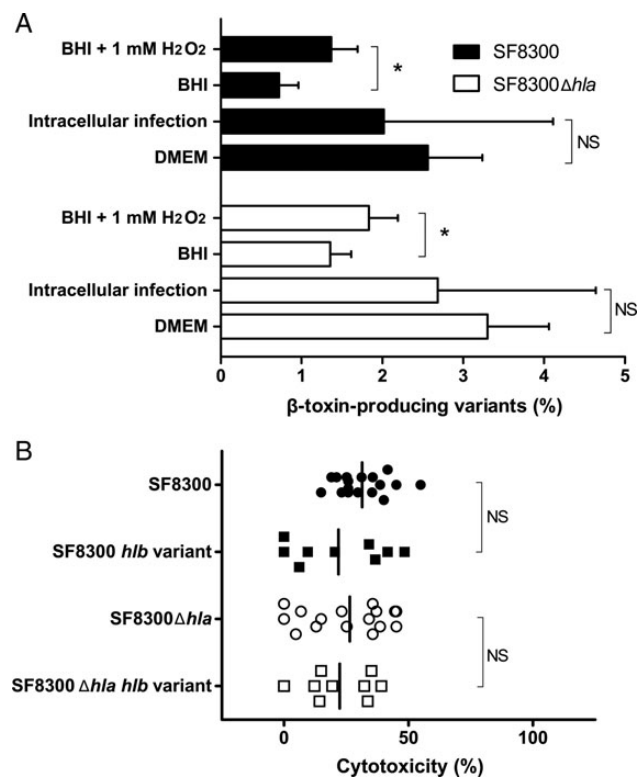 A
BHI + 1 mM H2O2
BHI
Intracellular infection
DMEM
*
NS
SF8300
SF8300Δhla
BHI + 1 mM H2O2
BHI
Intracellular infection
DMEM
*
NS
0 1 2 3 4 5
β-toxin-producing variants (%)
B
SF8300
SF8300 hlb variant
NS
SF8300Δhla
SF8300 Δhla hlb variant
NS
0 50 100
Cytotoxicity (%)